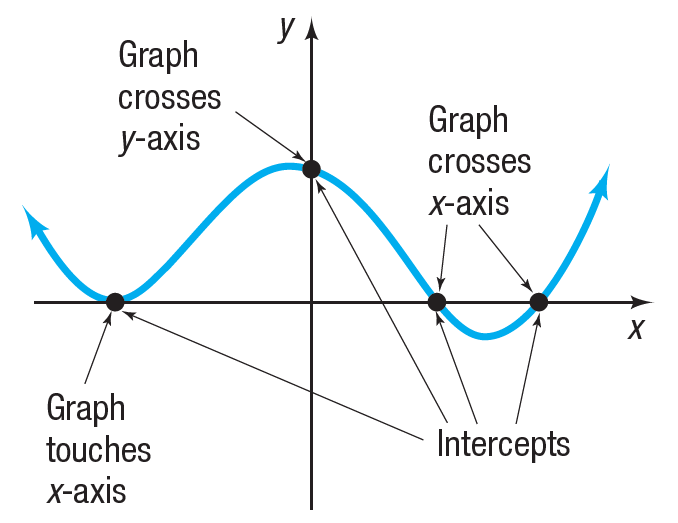 y
Graph
crosses
y-axis
Graph
crosses
x-axis
x
Graph
touches
x-axis
Intercepts